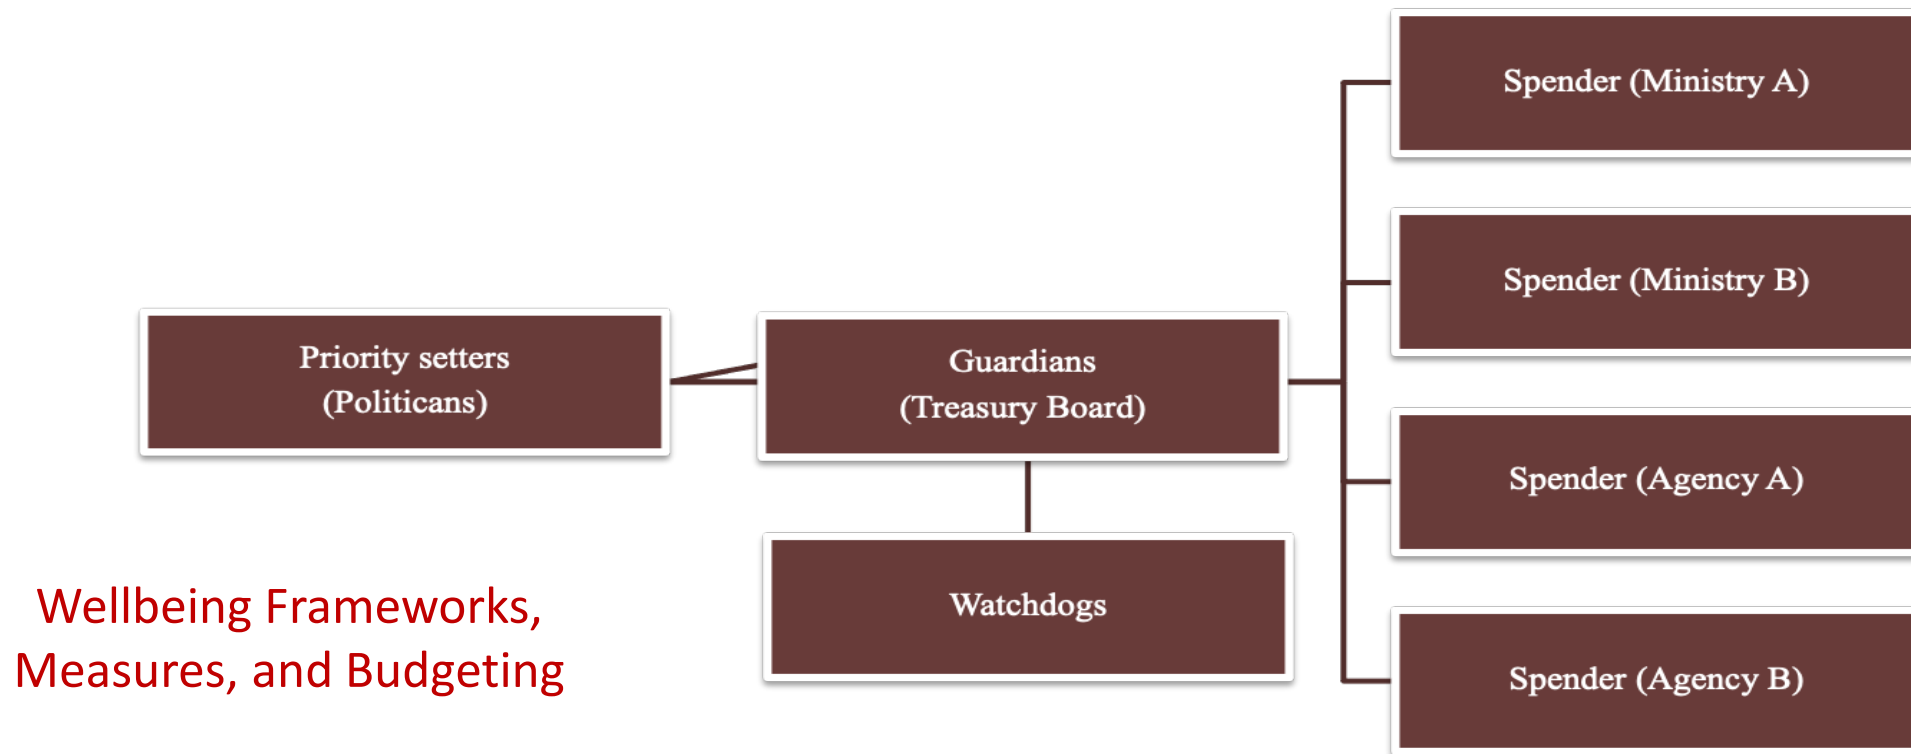 Spender (Ministry A)
Spender (Ministry B)
Priority setters
(Politicans)
Guardians
(Treasury Board)
Spender (Agency A)
Watchdogs
Wellbeing Frameworks,
Measures, and Budgeting
Spender (Agency B)